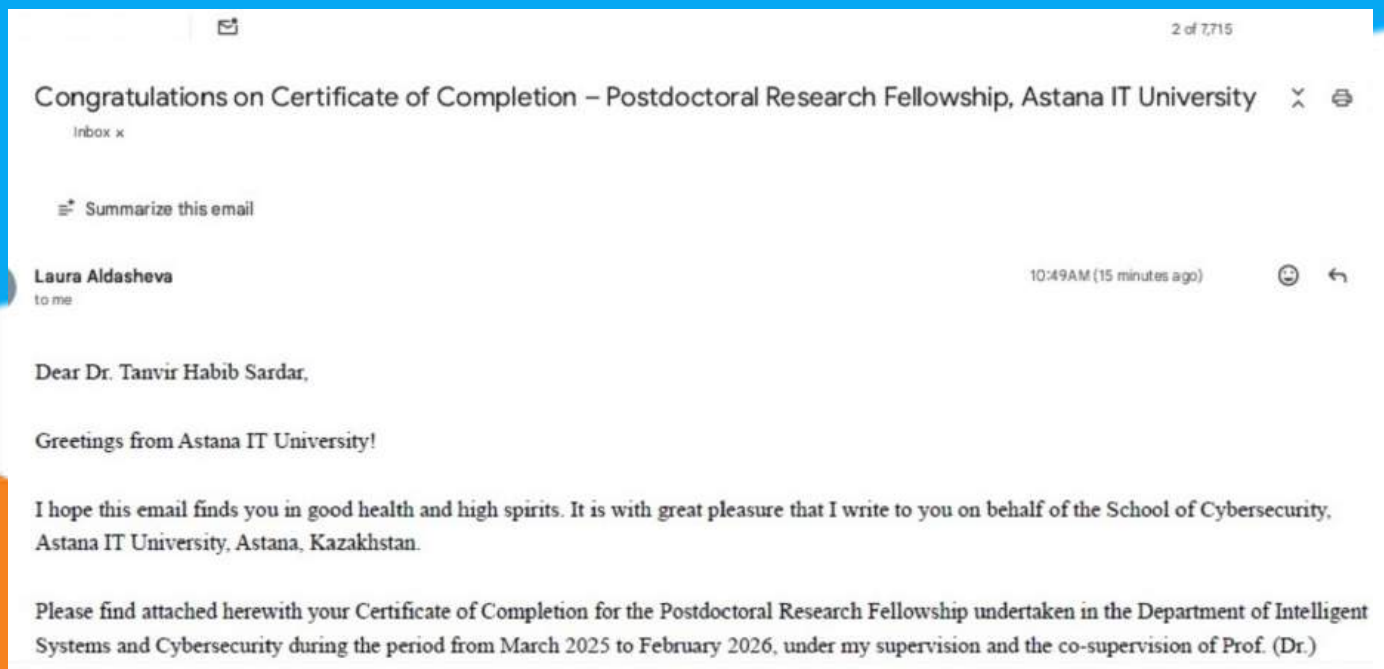 2 of 7,715
Congratulations on Certificate of Completion – Postdoctoral Research Fellowship, Astana IT University
Inbox x
Summarize this email
Laura Aldasheva
10:49AM (15 minutes ago)
to me
Dear Dr. Tanvir Habib Sardar,
Greetings from Astana IT University!
I hope this email finds you in good health and high spirits. It is with great pleasure that I write to you on behalf of the School of Cybersecurity,
Astana IT University, Astana, Kazakhstan.
Please find attached herewith your Certificate of Completion for the Postdoctoral Research Fellowship undertaken in the Department of Intelligent
Systems and Cybersecurity during the period from March 2025 to February 2026, under my supervision and the co-supervision of Prof. (Dr.)